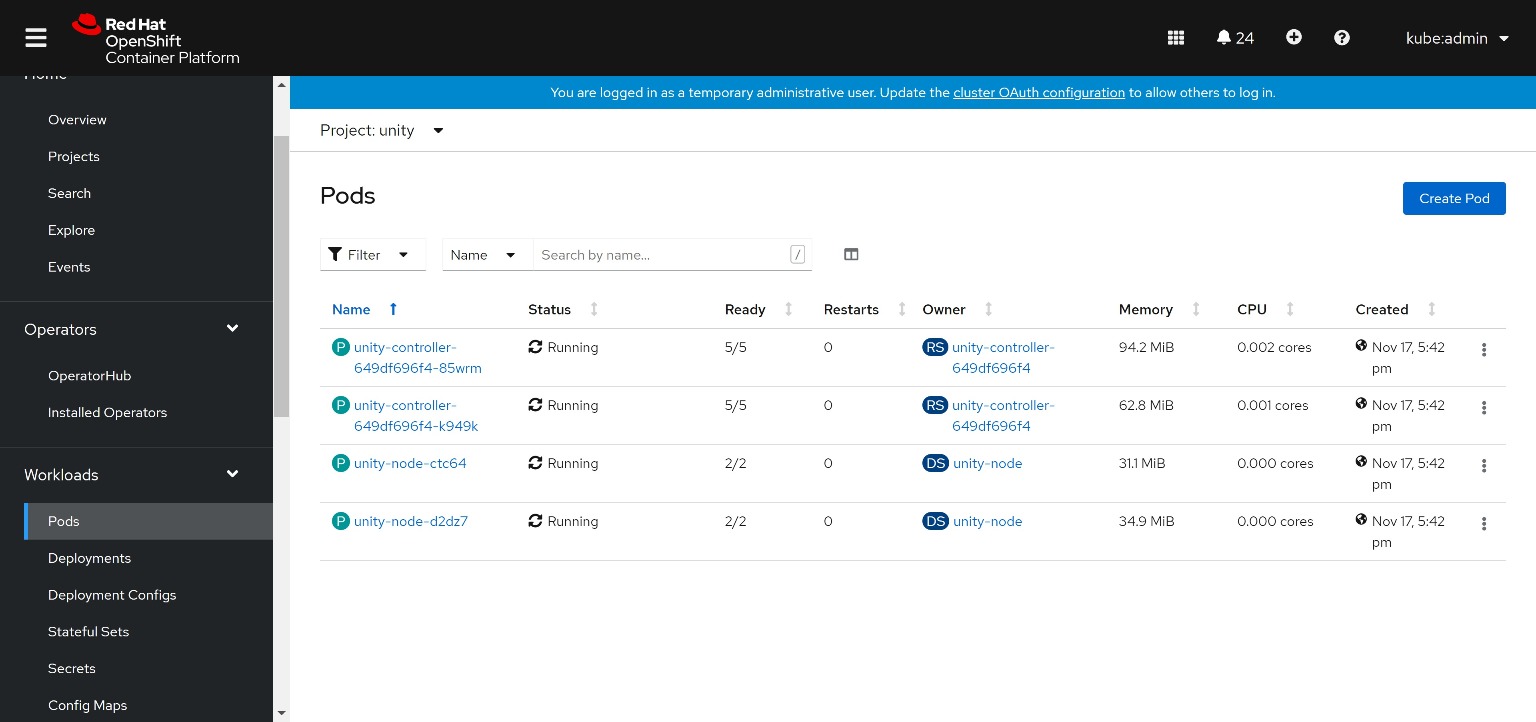 Red Hat
OpenShift
Container Platform
24
kube:admin
Home
Overview
Projects
Search
Explore
Events
Operators
OperatorHub
Installed Operators
Workloads
Pods
Deployments
Deployment Configs
Stateful Sets
Secrets
Config Maps
You are logged in as a temporary administrative user. Update the cluster OAuth configuration to allow others to log in.
Project: unity
Pods
Create Pod
Filter
Name
Search by name...
/
Name Status Ready Restarts Owner Memory CPU Created
P unity-controller- Running 5/5 0 RS unity-controller- 94.2 MiB 0.002 cores Nov 17, 5:42
649df696f4-85wrm 649df696f4 pm
P unity-controller- Running 5/5 0 RS unity-controller- 62.8 MiB 0.001 cores Nov 17, 5:42
649df696f4-k949k 649df696f4 pm
P unity-node-ctc64 Running 2/2 0 DS unity-node 31.1 MiB 0.000 cores Nov 17, 5:42
pm
P unity-node-d2dz7 Running 2/2 0 DS unity-node 34.9 MiB 0.000 cores Nov 17, 5:42
pm